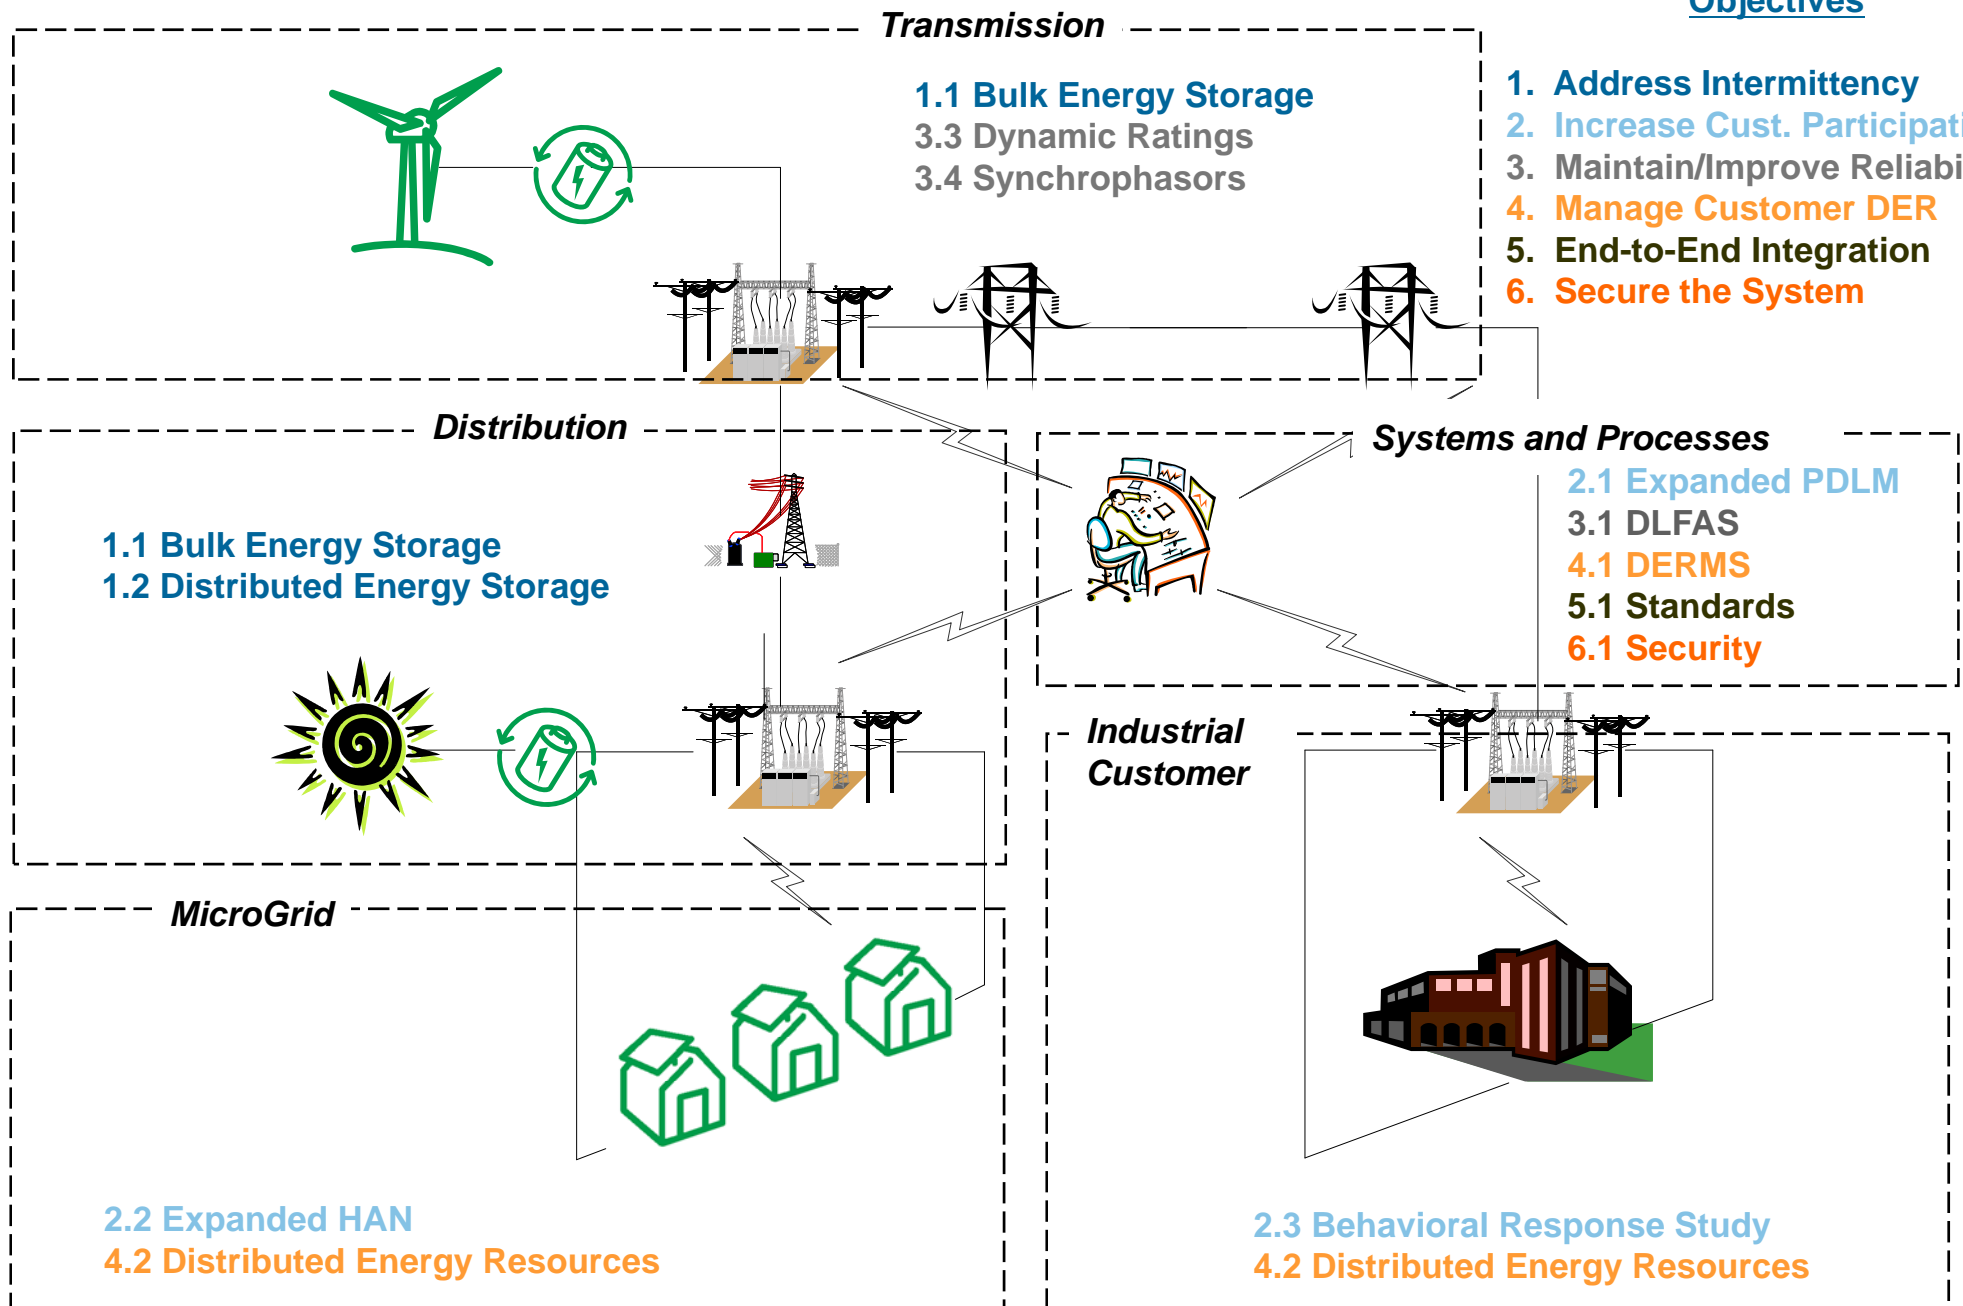 Objectives
Transmission
1.1 Bulk Energy Storage
3.3 Dynamic Ratings
3.4 Synchrophasors
1. Address Intermittency
2. Increase Cust. Participati
3. Maintain/Improve Reliabi
4. Manage Customer DER
5. End-to-End Integration
6. Secure the System
Distribution
1.1 Bulk Energy Storage
1.2 Distributed Energy Storage
Systems and Processes
2.1 Expanded PDLM
3.1 DLFAS
4.1 DERMS
5.1 Standards
6.1 Security
Industrial
Customer
MicroGrid
2.2 Expanded HAN
4.2 Distributed Energy Resources
2.3 Behavioral Response Study
4.2 Distributed Energy Resources